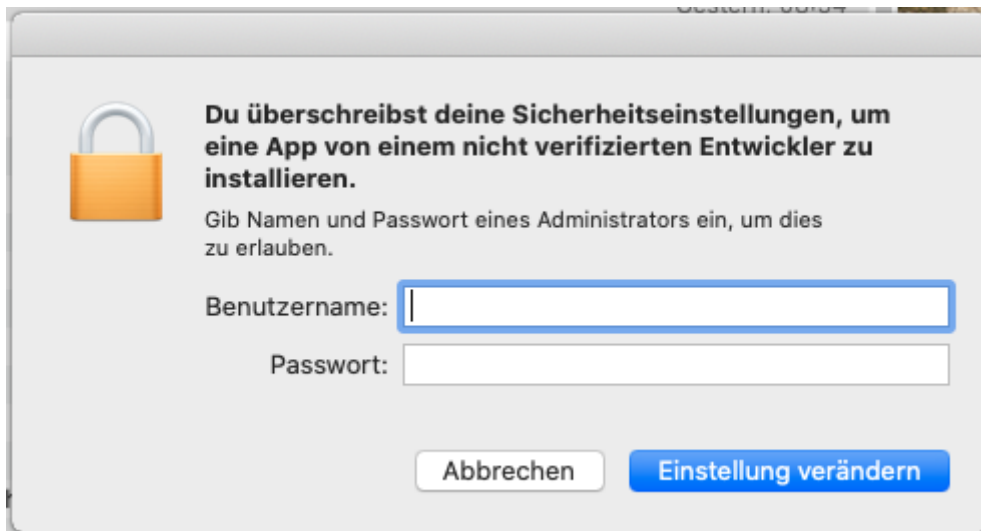 Du überschreibst deine Sicherheitseinstellungen, um
eine App von einem nicht verifizierten Entwickler zu
installieren.
Gib Namen und Passwort eines Administrators ein, um dies
zu erlauben.
Benutzername:
Passwort:
Abbrechen
Einstellung verändern